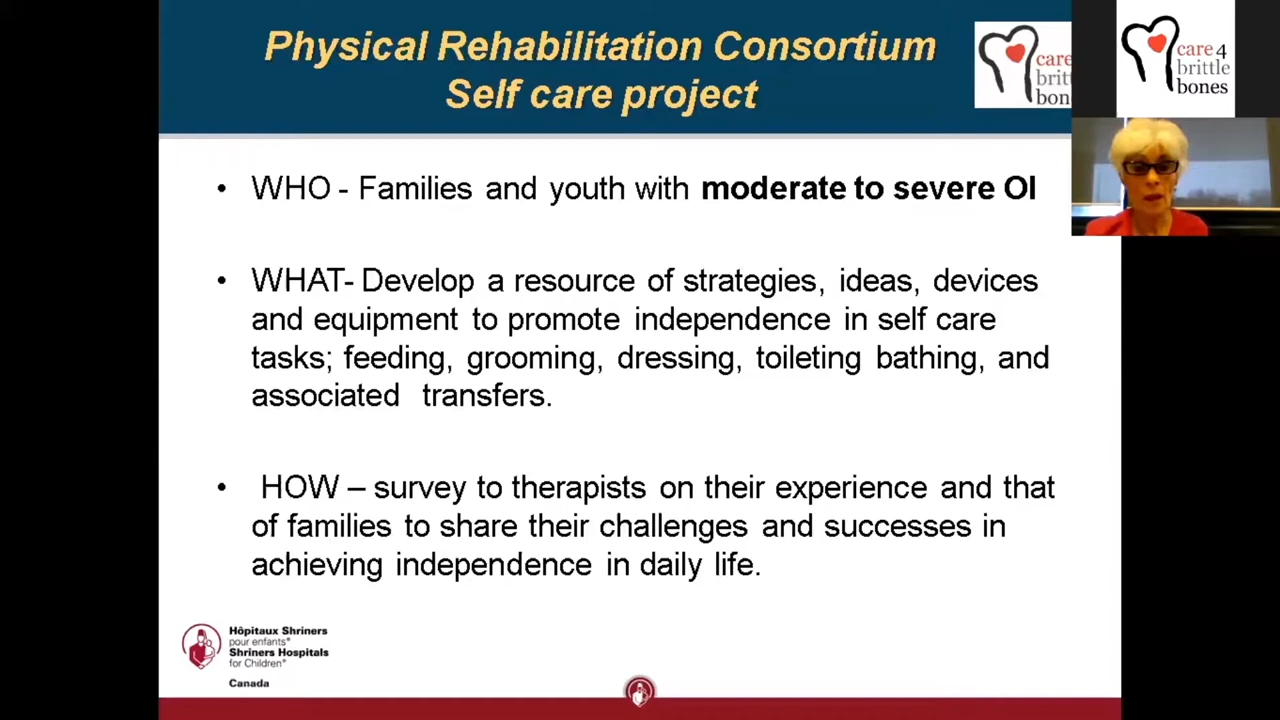 Physical Rehabilitation Consortium
Self care project
care
britt
bon
care 4
brittle
bones
• WHO - Families and youth with moderate to severe OI
• WHAT- Develop a resource of strategies, ideas, devices
and equipment to promote independence in self care
tasks; feeding, grooming, dressing, toileting bathing, and
associated transfers.
• HOW – survey to therapists on their experience and that
of families to share their challenges and successes in
achieving independence in daily life.
Hôpitaux Shriners
pour enfants®
Shriners Hospitals
for Children®
Canada